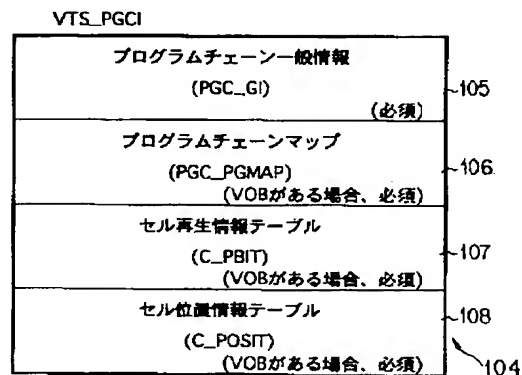 VTS_PGCI
プログラムチェーン一般情報
(PGC_GI)
(必須)
105
プログラムチェーンマップ
(PGC_PGMAP)
(VOBがある場合、必須)
106
セル再生情報テーブル
(C_PBIT)
(VOBがある場合、必須)
107
セル位置情報テーブル
(C_POSIT)
(VOBがある場合、必須)
108
104